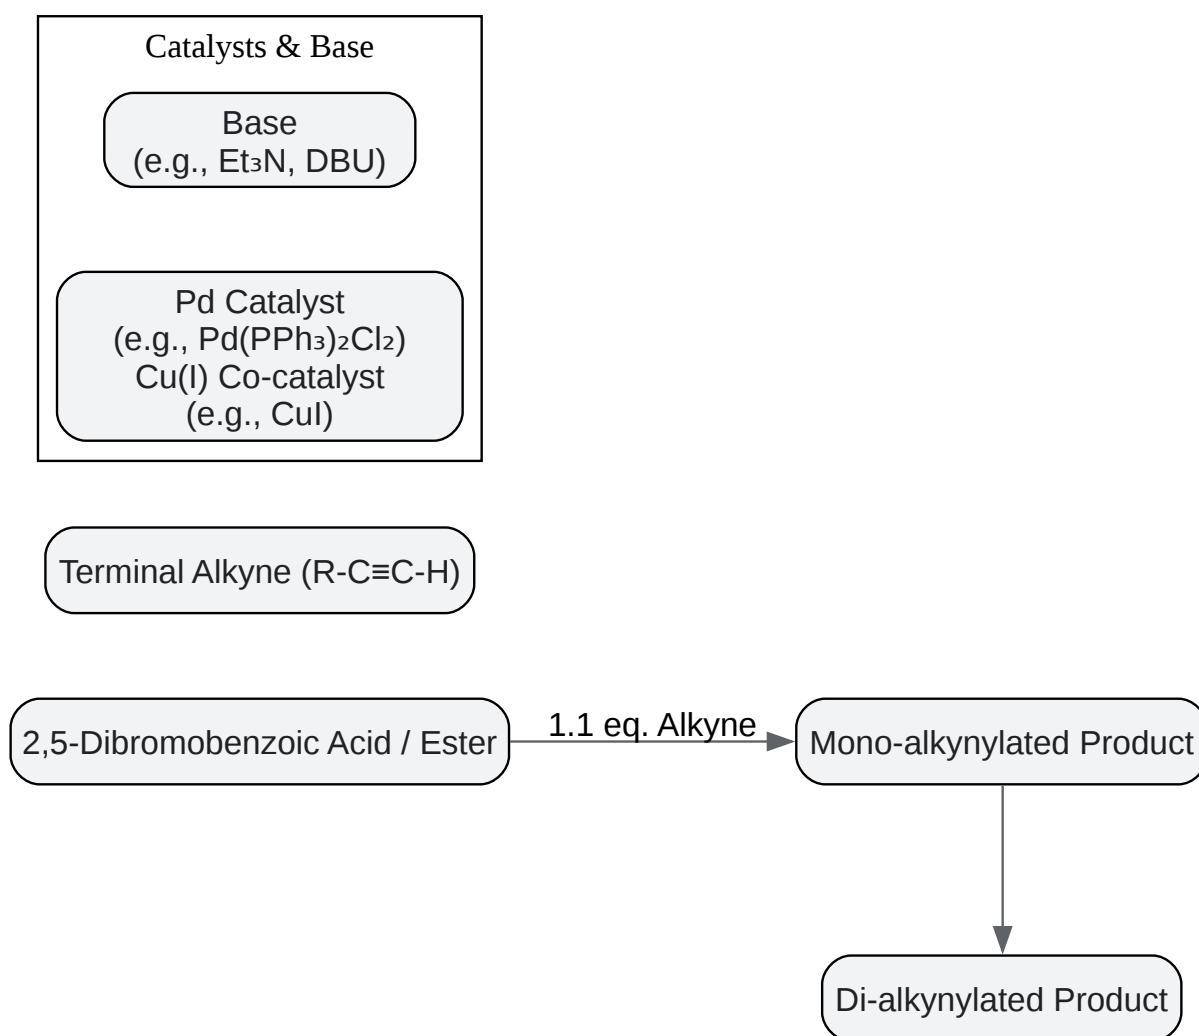 Catalysts & Base
Base
(e.g., Et₃N, DBU)
Pd Catalyst
(e.g., Pd(PPh₃)₂Cl₂)
Cu(I) Co-catalyst
(e.g., CuI)
Terminal Alkyne (R-C≡C-H)
2,5-Dibromobenzoic Acid / Ester
1.1 eq. Alkyne
Mono-alkynylated Product
Di-alkynylated Product